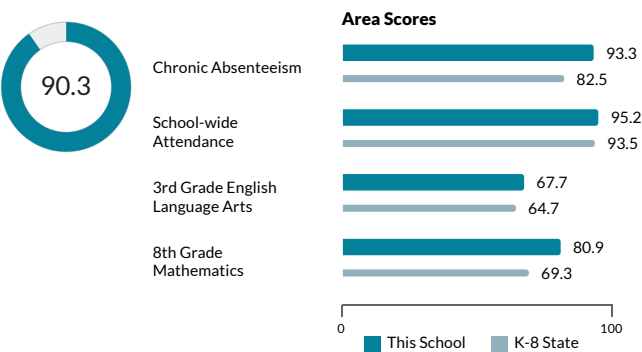 Area Scores
90.3
Chronic Absenteeism
93.3
82.5
School-wide
Attendance
95.2
93.5
3rd Grade English
Language Arts
67.7
64.7
8th Grade
Mathematics
80.9
69.3
0
100
This School
K-8 State